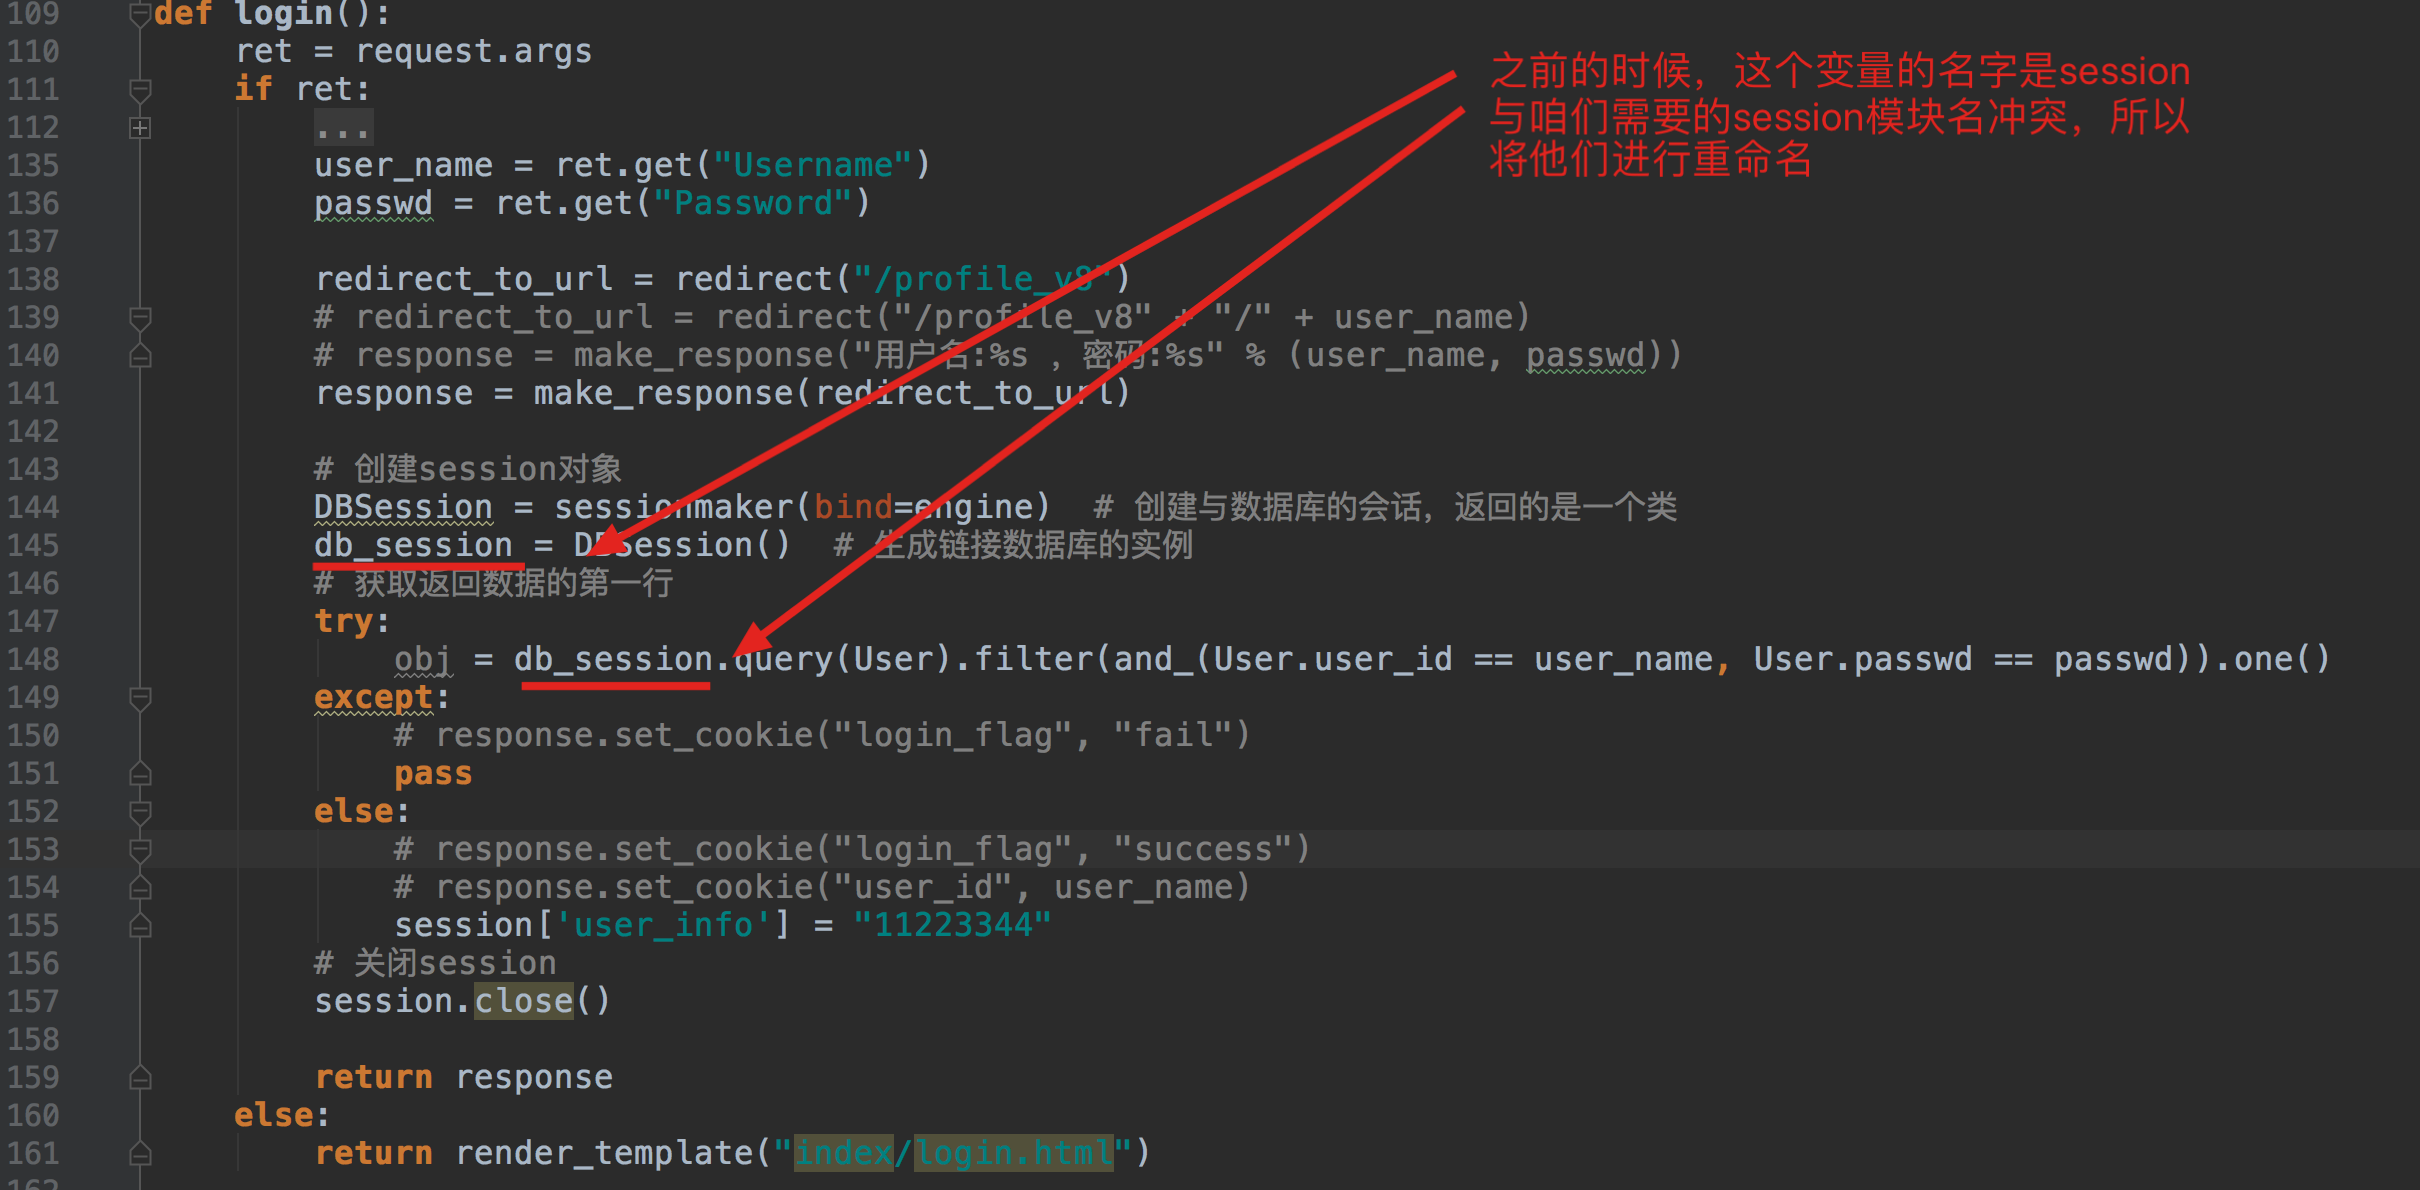 109 def login():
110 ret = request.args
111 if ret:
112 ...
135 user_name = ret.get("Username")
136 passwd = ret.get("Password")
137
138 redirect_to_url = redirect("/profile_v8")
139 # redirect_to_url = redirect("/profile_v8" + "/" + user_name)
140 # response = make_response("用户名:%s ，密码:%s" % (user_name, passwd))
141 response = make_response(redirect_to_url)
142
143 # 创建session对象
144 DBSession = sessionmaker(bind=engine)  # 创建与数据库的会话，返回的是一个类
145 db_session = DBSession()  # 生成链接数据库的实例
146 # 获取返回数据的第一行
147 try:
148 obj = db_session.query(User).filter(and_(User.user_id == user_name, User.passwd == passwd)).one()
149 except:
150 # response.set_cookie("login_flag", "fail")
151 pass
152 else:
153 # response.set_cookie("login_flag", "success")
154 # response.set_cookie("user_id", user_name)
155 session['user_info'] = "11223344"
156 # 关闭session
157 session.close()
158
159 return response
160 else:
161 return render_template("index/login.html")
162
之前的时候，这个变量的名字是session
与咱们需要的session模块名冲突，所以
将他们进行重命名